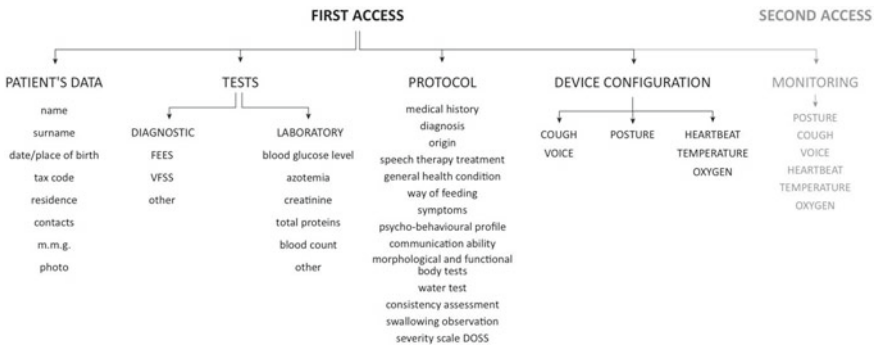 FIRST ACCESS
SECOND ACCESS
PATIENT'S DATA
name
surname
date/place of birth
tax code
residence
contacts
m.m.g.
photo
TESTS
DIAGNOSTIC
FEES
VFSS
other
LABORATORY
blood glucose level
azotemia
creatinine
total proteins
blood count
other
PROTOCOL
medical history
diagnosis
origin
speech therapy treatment
general health condition
way of feeding
symptoms
psycho-behavioural profile
communication ability
morphological and functional
body tests
water test
consistency assessment
swallowing observation
severity scale DOSS
DEVICE CONFIGURATION
COUGH
VOICE
POSTURE
HEARTBEAT
TEMPERATURE
OXYGEN
MONITORING
POSTURE
COUGH
VOICE
HEARTBEAT
TEMPERATURE
OXYGEN